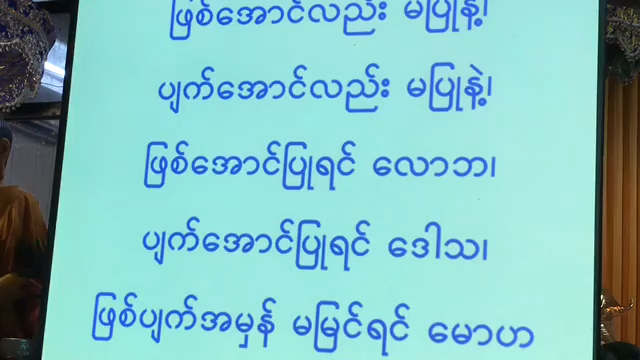 ဖြစ်အောင်လည်း မပြုနဲ့၊
ပျက်အောင်လည်း မပြုနဲ့၊
ဖြစ်အောင်ပြုရင် လောဘ၊
ပျက်အောင်ပြုရင် ဒေါသ၊
ဖြစ်ပျက်အမှန် မမြင်ရင် မောဟ